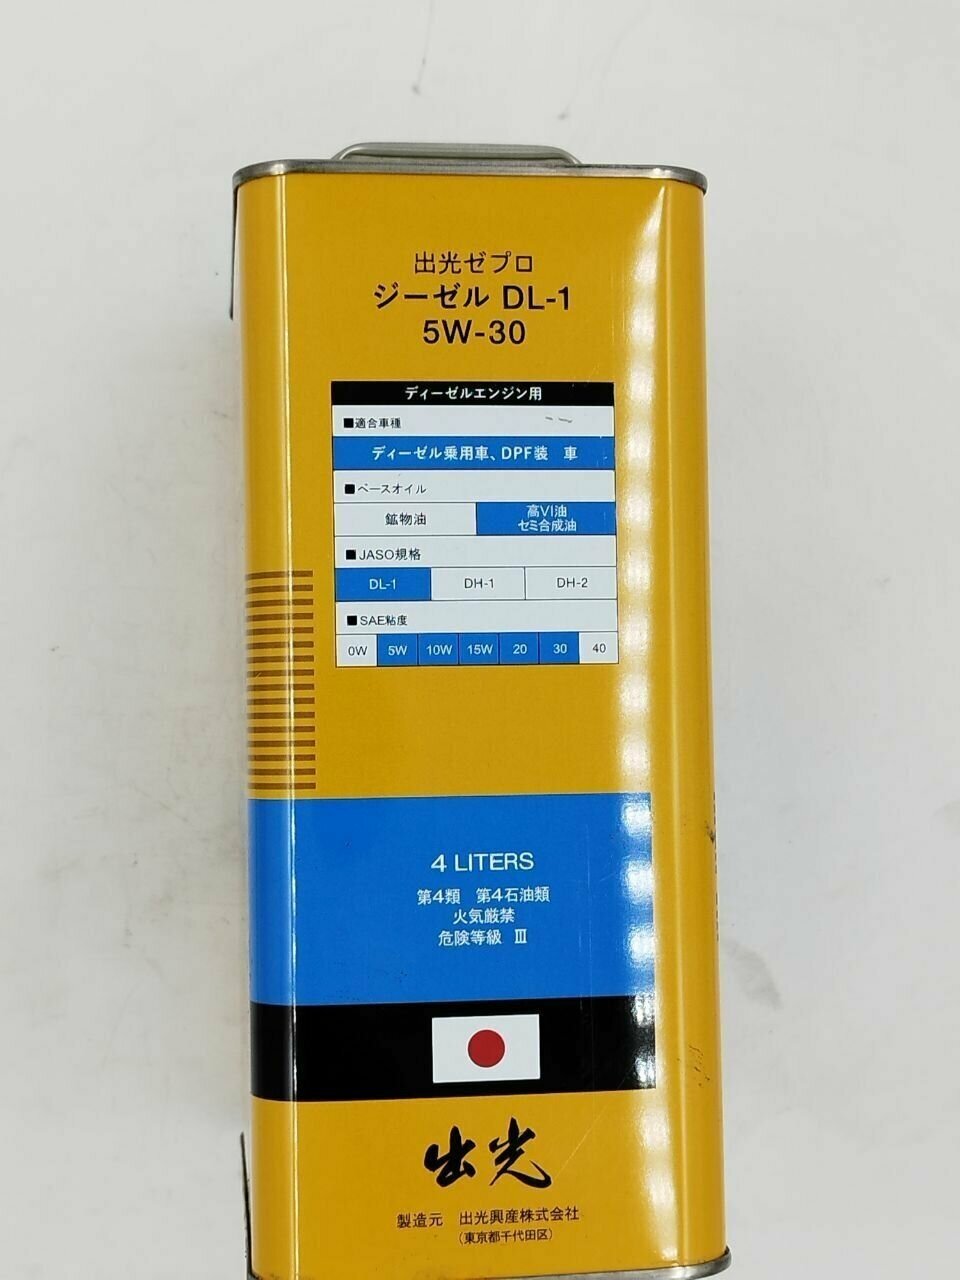 出光ゼプロ
ジーゼル DL-1
5W-30
ディーゼルエンジン用
■適合車種
ディーゼル乗用車、DPF装 車
■ベースオイル
鉱物油
高VI油
セミ合成油
■JASO規格
DL-1 DH-1 DH-2
■SAE粘度
0W 5W 10W 15W 20 30 40
4 LITERS
第4類 第4石油類
火気厳禁
危険等級 III
出光
製造元 出光興産株式会社
(東京都千代田区)